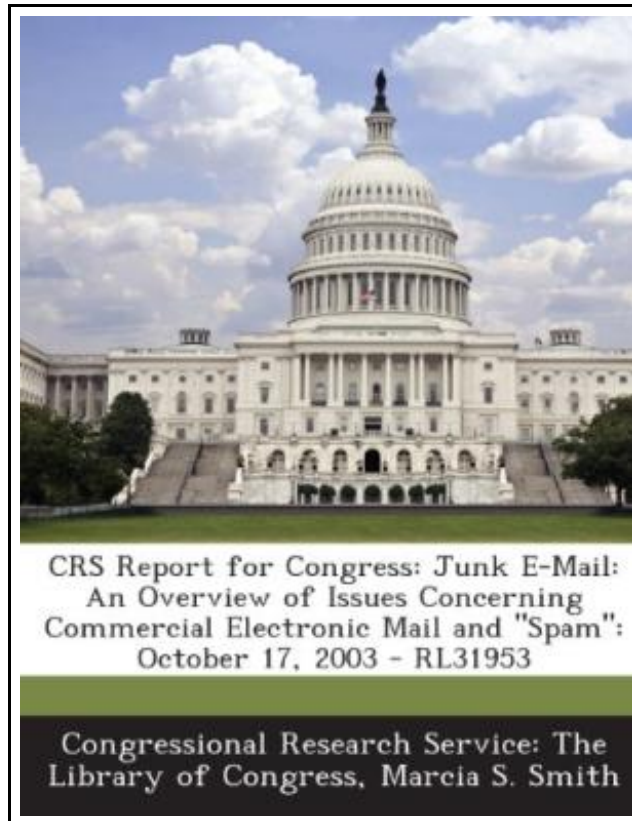 CRS Report for Congress: Junk E-Mail:
An Overview of Issues Concerning
Commercial Electronic Mail and "Spam":
October 17, 2003 - RL31953
Congressional Research Service: The
Library of Congress, Marcia S. Smith